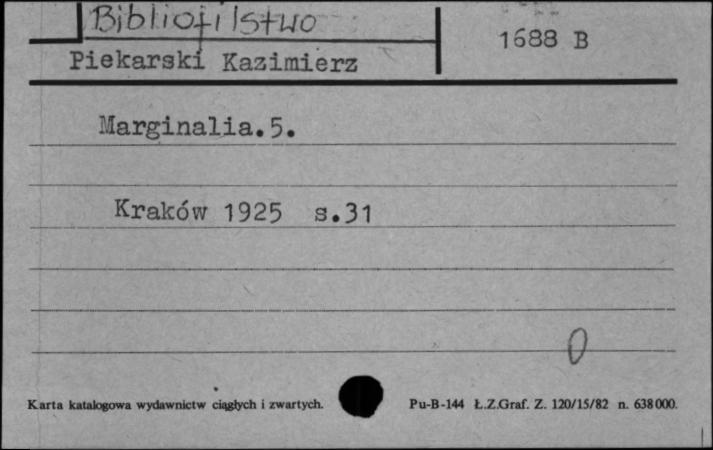 Bibliofilstwo
1688 B
Piekarski Kazimierz
Marginalia.5.
Kraków 1925 s.31
0
Karta katalogowa wydawnictw ciągłych i zwartych. Pu-B-144 Ł.Z.Graf. Z. 120/15/82 n. 638000.